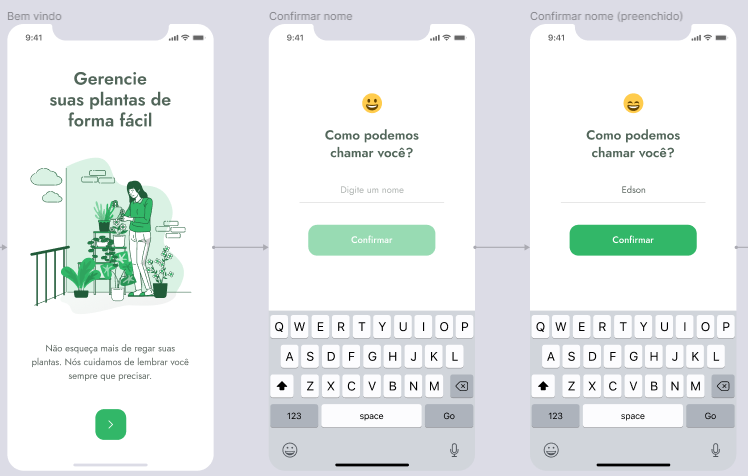 Bem vindo
9:41
Gerencie
suas plantas de
forma fácil
Não esqueça mais de regar suas
plantas. Nós cuidamos de lembrar você
sempre que precisar.
Confirmar nome
9:41
Como podemos
chamar você?
Digite um nome
Confirmar
Q W E R T Y U I O P
A S D F G H J K L
Z X C V B N M
123 space Go
Confirmar nome (preenchido)
9:41
Como podemos
chamar você?
Edson
Confirmar
Q W E R T Y U I O P
A S D F G H J K L
Z X C V B N M
123 space Go